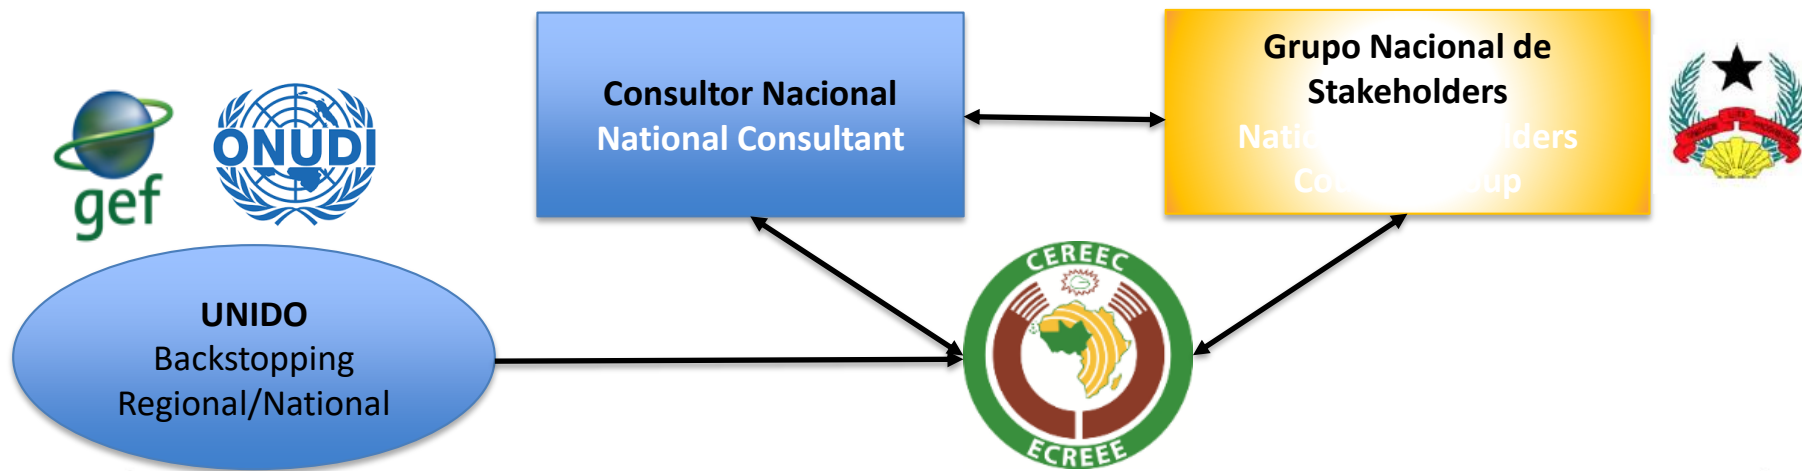 gef
ONUDI
Consultor Nacional
National Consultant
Grupo Nacional de
Stakeholders
UNIDO
Backstopping
Regional/National
CEREEC
ECREEE